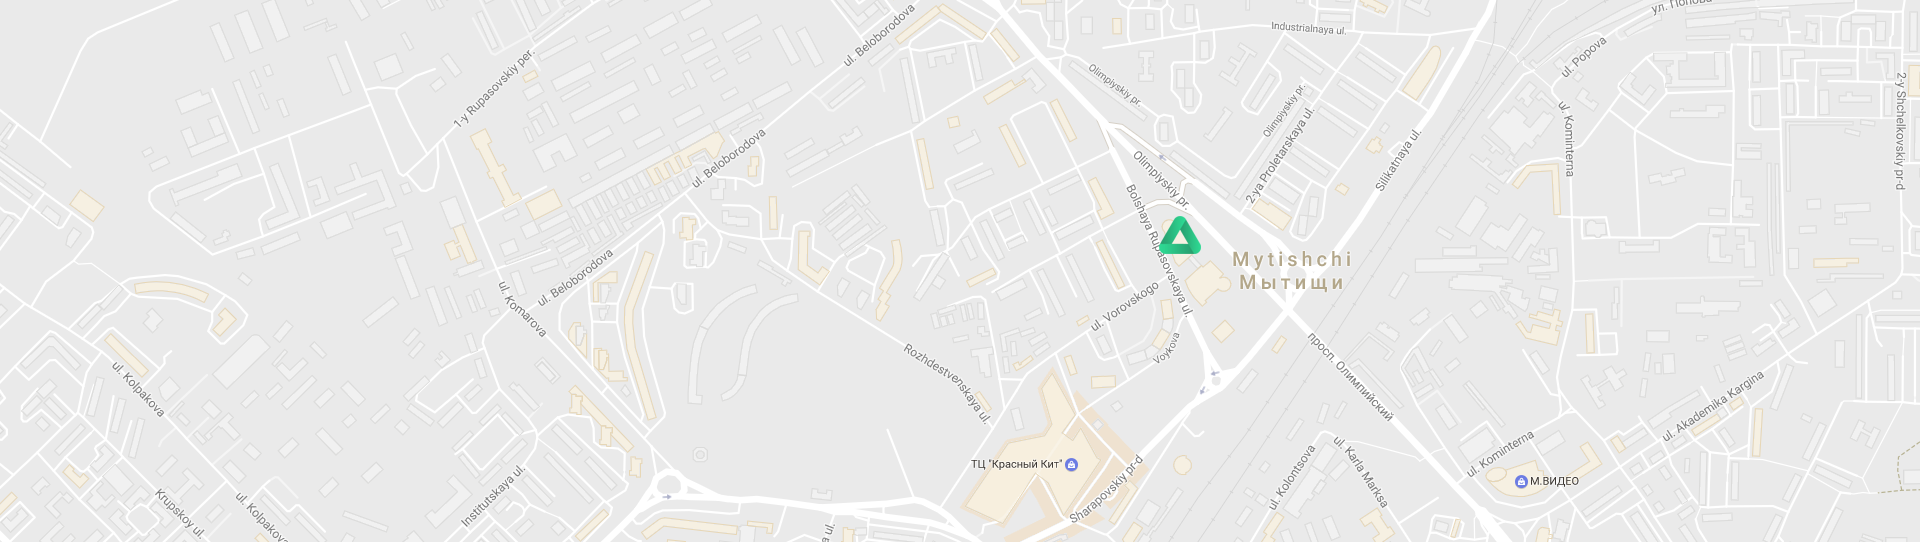 ул. Попова
ul. Beloborodova
Industrialnaya ul.
1-y Rupasovskiy per.
Olimpiyskiy pr.
ul. Popova
2-y Shchelkovskiy pr-d
Olimpiyskiy pr.
ul. Kominterna
ul. Beloborodova
2-ya Proletarskaya ul.
Silikatnaya ul.
Olimpiyskiy pr.
Bolshaya Rupasovskaya ul.
Mytishchi
Мытищи
ul. Beloborodova
ul. Komarova
ul. Vorovskogo
Voykova
Rozhdestvenskaya ul.
просп. Олимпийский
ul. Kolpakova
ul. Akademika Kargina
ТЦ "Красный Кит"
Sharapovskiy pr-d
ul. Kolontsova
ul. Karla Marksa
ul. Kominterna
М.ВИДЕО
Institutskaya ul.
Krupskoy ul.
ul. Kolpakova
a ul.